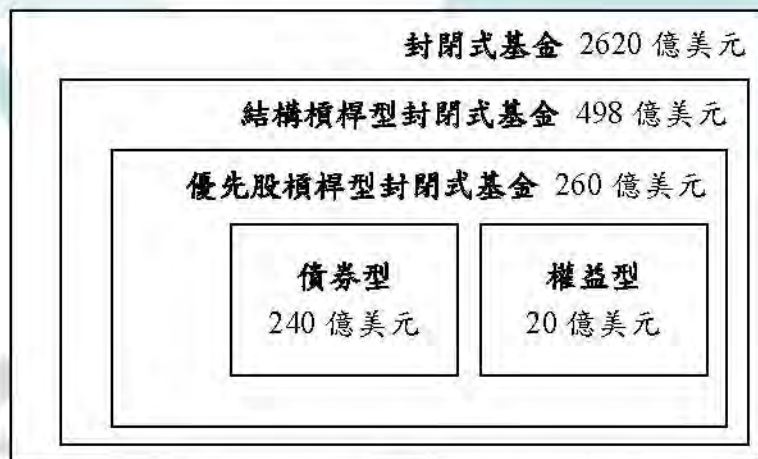 封閉式基金 2620 億美元
結構槓桿型封閉式基金 498 億美元
優先股槓桿型封閉式基金 260 億美元
債券型
240 億美元
權益型
20 億美元